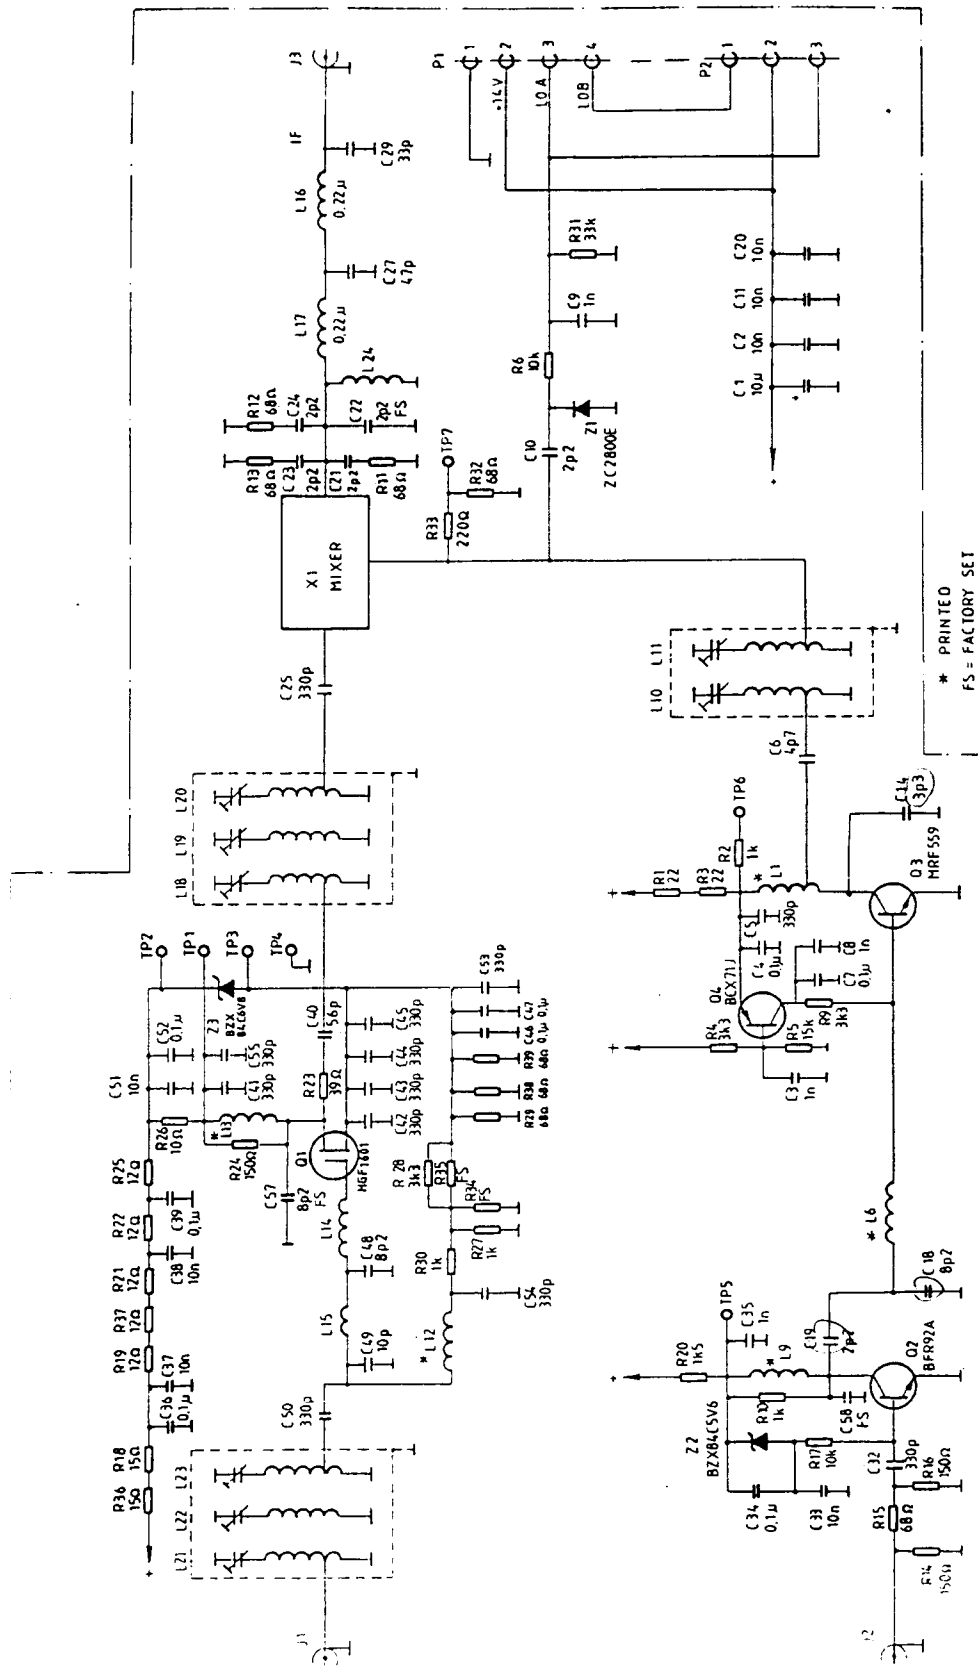 J1
L21
L22
L23
R36
15Ω
R18
15Ω
C36
0,1µ
C37
10n
R19
12Ω
R37
12Ω
R21
12Ω
C38
10n
R22
12Ω
C39
0,1µ
R25
12Ω
R26
10Ω
C51
10n
C52
0,1µ
TP2
TP1
TP3
TP4
Z3
BZX
84C6V8
* L13
C41
330p
C55
330p
R24
150Ω
C57
8p2
FS
Q1
MGF1601
R23
39Ω
C40
56p
C42
330p
C43
330p
C44
330p
C45
330p
C50
330p
C49
10p
L15
C48
8p2
L14
* L12
C54
330p
R30
1k
R27
1k
R34
FS
R28
3k3
R35
FS
R29
68Ω
R38
68Ω
R39
68Ω
C46
0,1µ
C47
0,1µ
C53
330p
L18
L19
L20
C25
330p
X1
MIXER
R13
68Ω
C23
2p2
R12
68Ω
C24
2p2
C21
2p2
R11
68Ω
C22
2p2
FS
L24
L17
0,22µ
C27
47p
L16
0,22µ
IF
C29
33p
J3
R33
220Ω
TP7
R32
68Ω
C10
2p2
Z1
ZC2800E
R6
10k
C9
1n
R31
33k
P1
1
2
3
4
+14V
LO A
LO B
P2
1
2
3
+
C1
10µ
+
C2
10n
C11
10n
C20
10n
J2
R14
150Ω
R15
68Ω
R16
150Ω
C32
330p
C33
10n
C34
0,1µ
R17
10k
Z2
BZX84C5V6
R10
1k
C58
FS
+
R20
1k5
TP5
C35
1n
* L9
C19
2p2
Q2
BFR92A
C18
8p2
* L6
+
R4
3k3
C3
1n
R5
15k
Q4
BCX71J
R9
3k3
C7
0,1µ
C8
1n
C4
0,1µ
C5
330p
+
R1
22
R3
22
R2
1k
TP6
* L1
C14
3p3
Q3
MRF559
C6
4p7
L10
L11
* PRINTED
FS = FACTORY SET